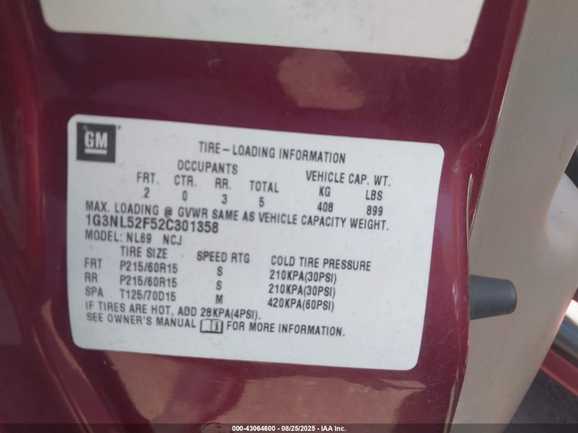 GM
TIRE-LOADING INFORMATION
OCCUPANTS VEHICLE CAP. WT.
FRT. CTR. RR. TOTAL KG LBS
2 0 3 5 408 899
MAX. LOADING @ GVWR SAME AS VEHICLE CAPACITY WEIGHT.
1G3NL52F52C301358
MODEL: NL69 NCJ
TIRE SIZE SPEED RTG COLD TIRE PRESSURE
FRT P215/60R15 S 210KPA(30PSI)
RR P215/60R15 S 210KPA(30PSI)
SPA T125/70D15 M 420KPA(60PSI)
IF TIRES ARE HOT, ADD 28KPA(4PSI).
SEE OWNER'S MANUAL FOR MORE INFORMATION.
000-43064600 - 08/25/2025 - IAA Inc.